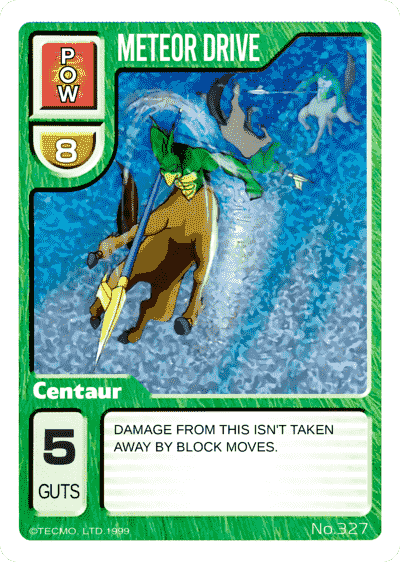 METEOR DRIVE
POW
8
Centaur
5
GUTS
DAMAGE FROM THIS ISN'T TAKEN
AWAY BY BLOCK MOVES.
©TECMO, LTD.1999
No.327